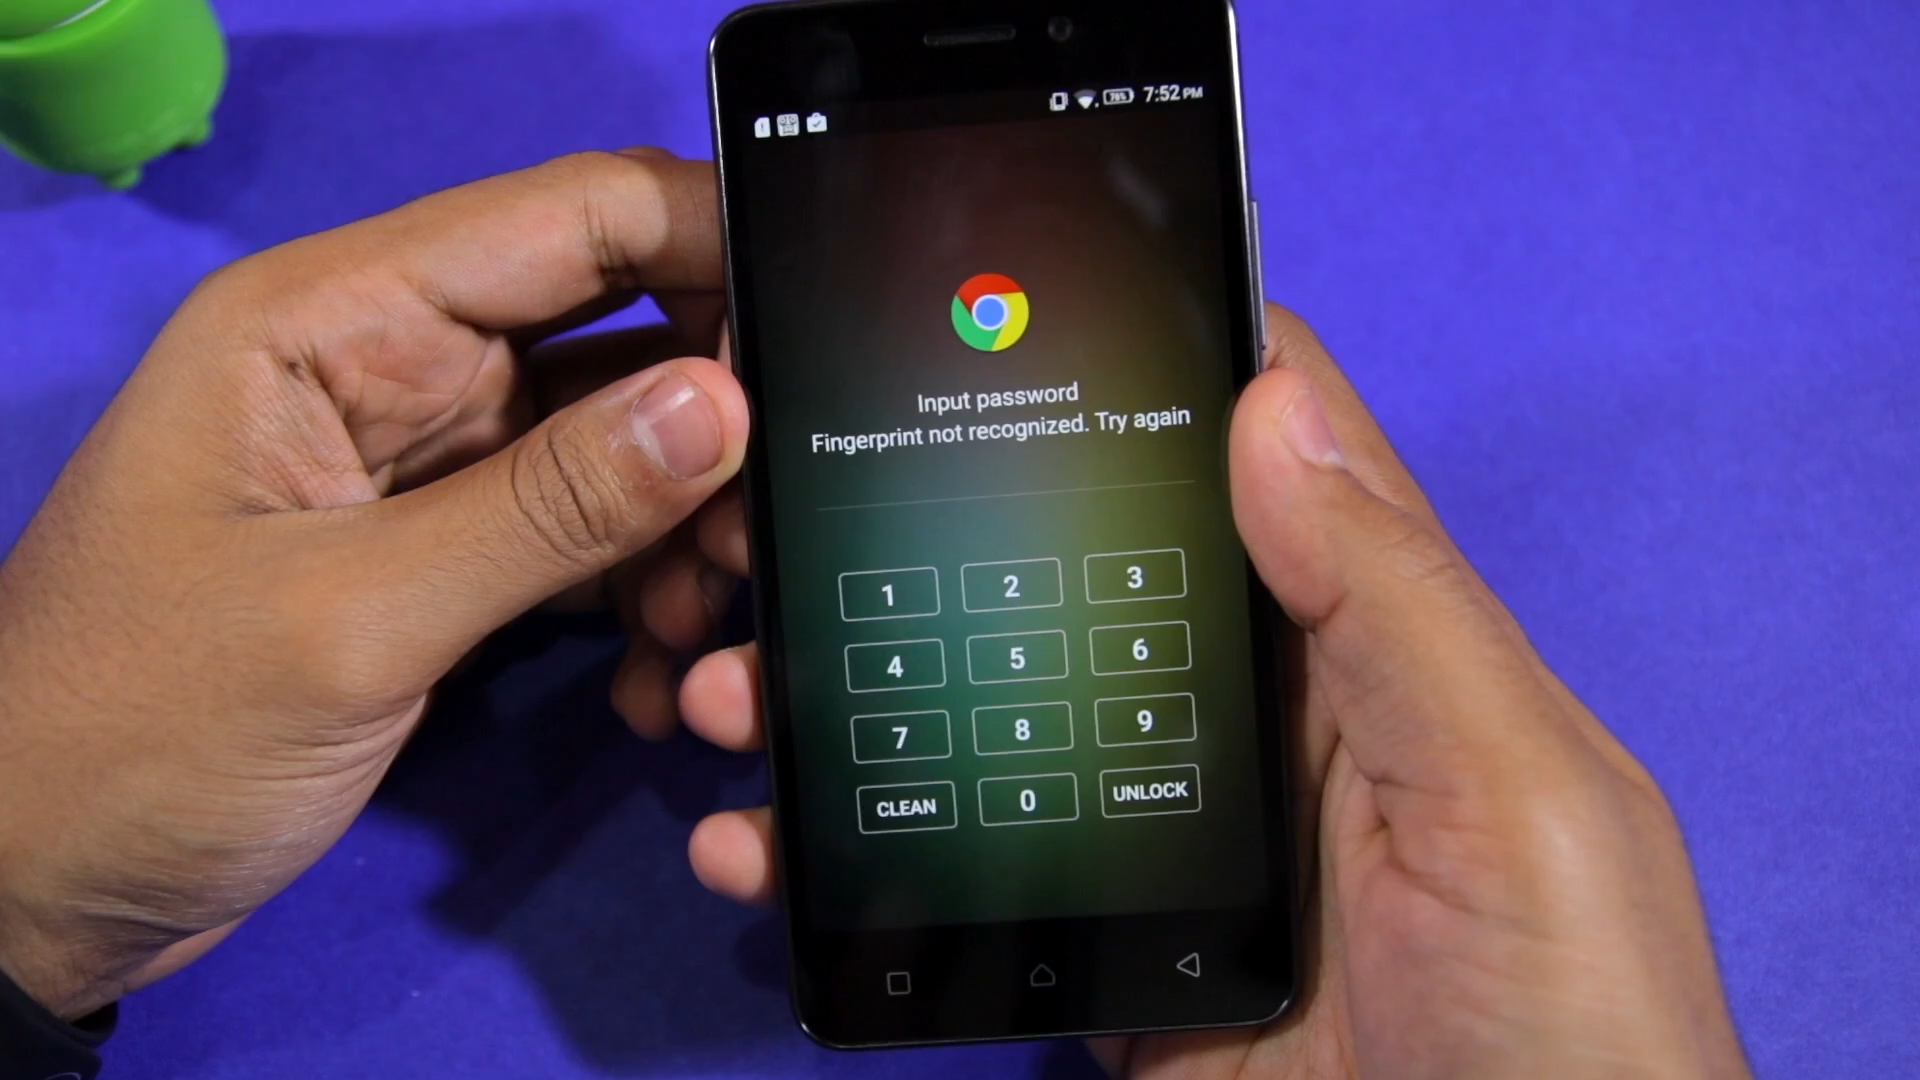 78%
7:52 PM
Input password
Fingerprint not recognized. Try again
1 2 3
4 5 6
7 8 9
CLEAN 0 UNLOCK